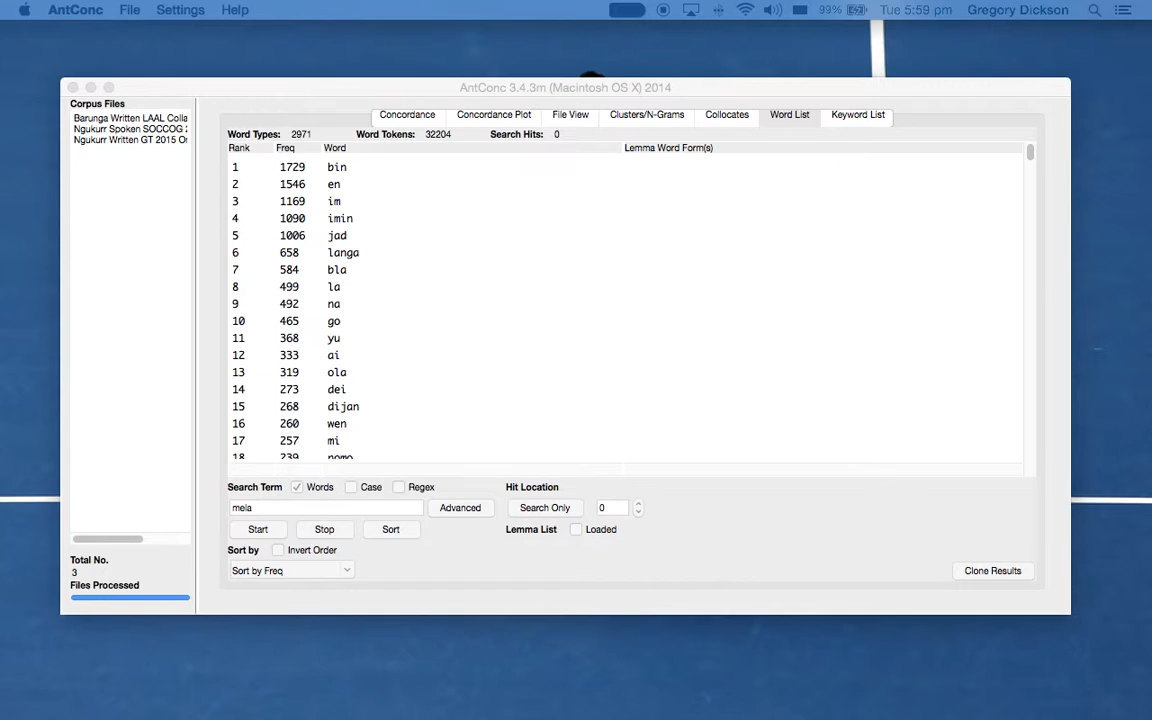 AntConc File Settings Help 99% Tue 5:59 pm Gregory Dickson
AntConc 3.4.3m (Macintosh OS X) 2014
Corpus Files
Barunga Written LAAL Colla
Ngukurr Spoken SOCCOG 2
Ngukurr Written GT 2015 Or
Concordance Concordance Plot File View Clusters/N-Grams Collocates Word List Keyword List
Word Types: 2971 Word Tokens: 32204 Search Hits: 0
Rank Freq Word Lemma Word Form(s)
1 1729 bin
2 1546 en
3 1169 im
4 1090 imin
5 1006 jad
6 658 langa
7 584 bla
8 499 la
9 492 na
10 465 go
11 368 yu
12 333 ai
13 319 ola
14 273 dei
15 268 dijan
16 260 wen
17 257 mi
18 239 nomo
Search Term Words Case Regex Hit Location
mela Advanced Search Only 0
Start Stop Sort Lemma List Loaded
Sort by Invert Order
Sort by Freq Clone Results
Total No.
3
Files Processed